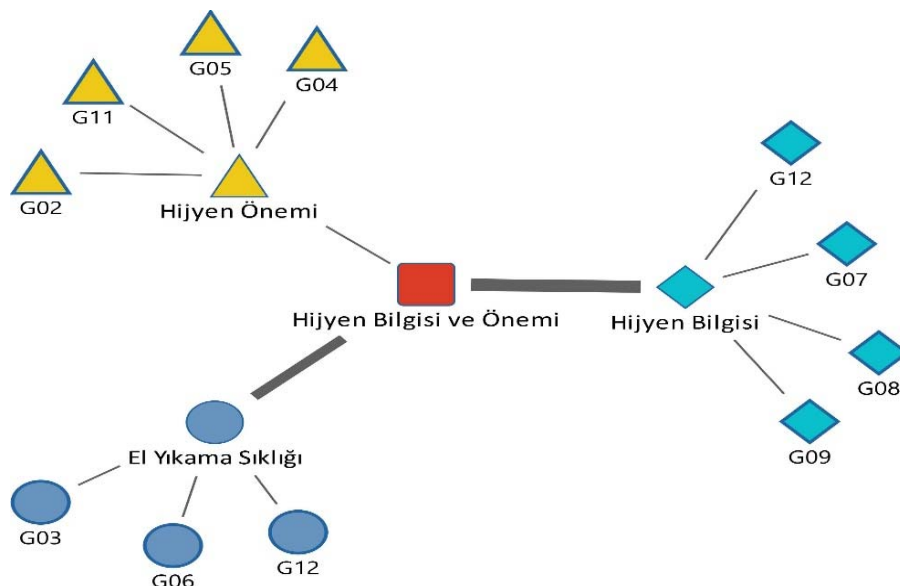 G05
G04
G11
G02
Hijyen Önemi
G12
G07
Hijyen Bilgisi ve Önemi
Hijyen Bilgisi
G08
G09
El Yıkama Sıklığı
G03
G06
G12